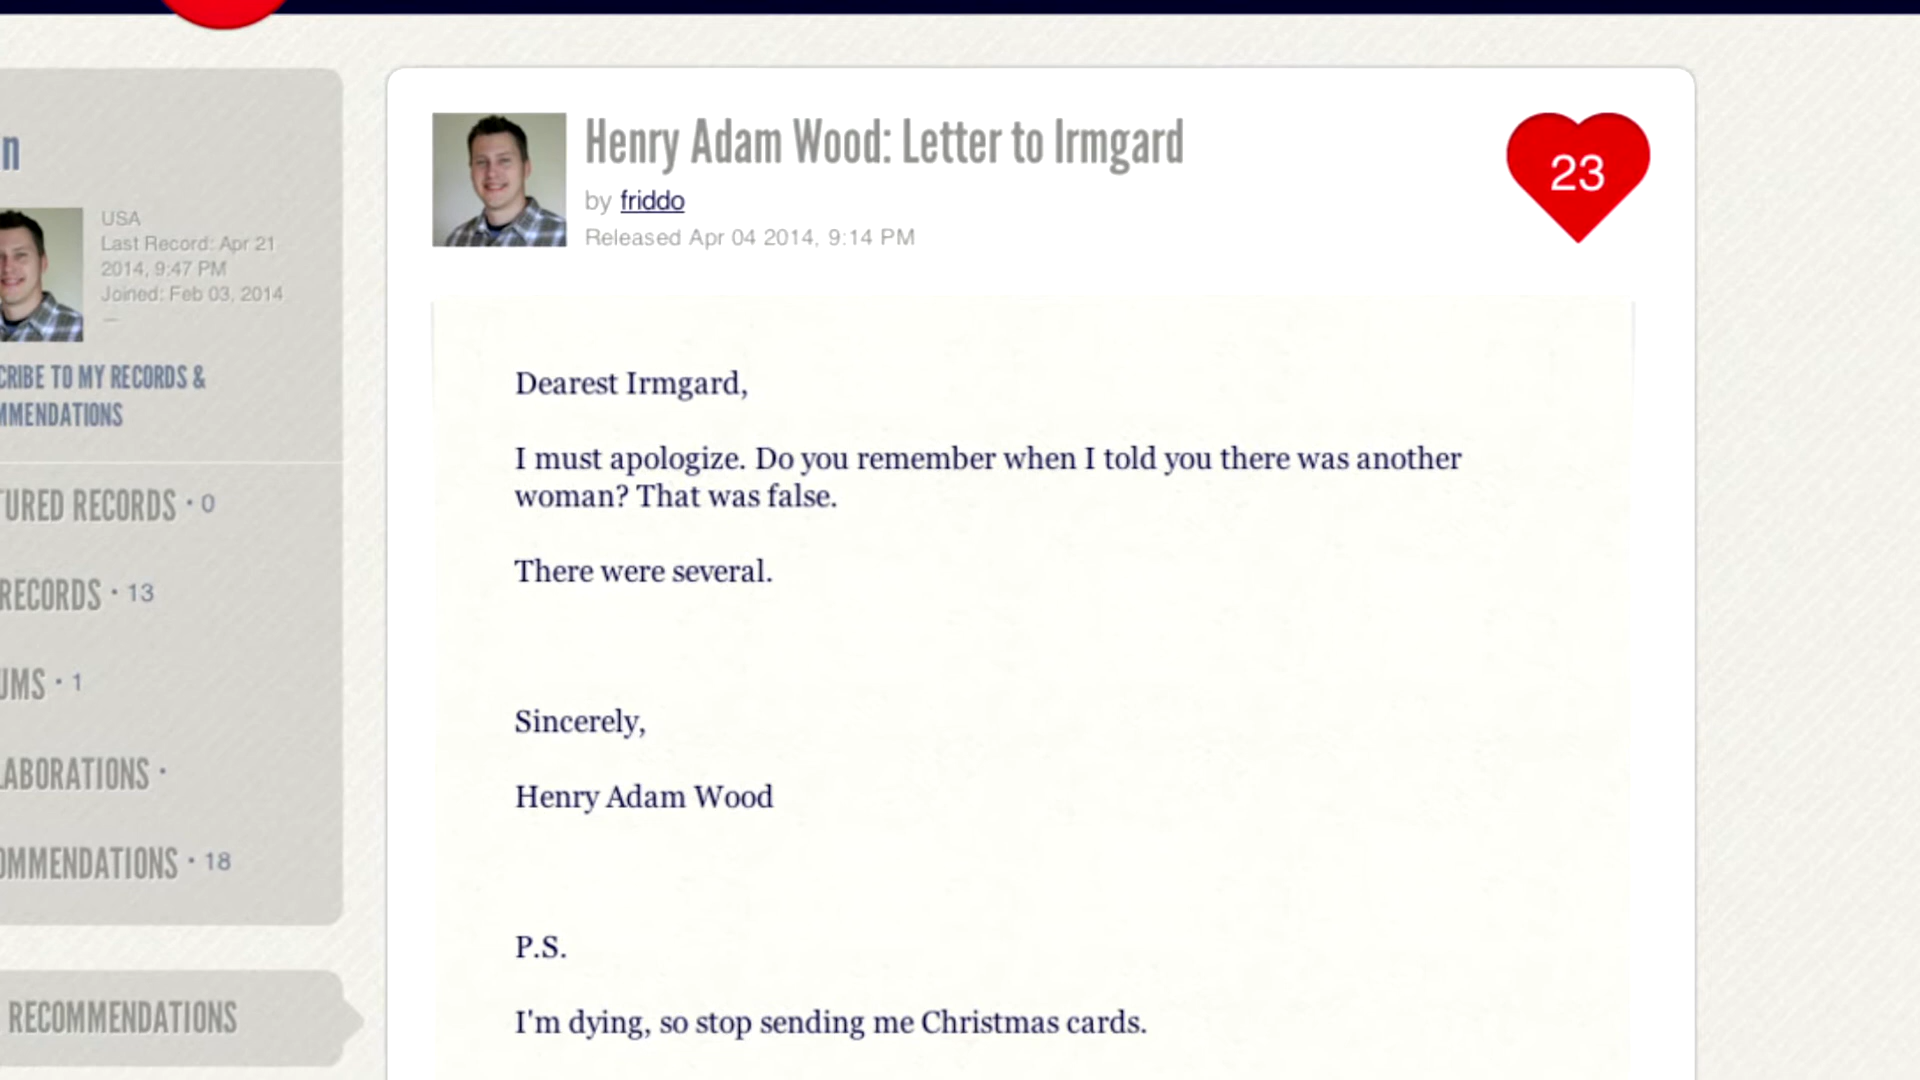 n
USA
Last Record: Apr 21
2014, 9:47 PM
Joined: Feb 03, 2014
—
CRIBE TO MY RECORDS &
MMENDATIONS
TURED RECORDS · 0
RECORDS · 13
UMS · 1
LABORATIONS ·
OMMENDATIONS · 18
RECOMMENDATIONS
Henry Adam Wood: Letter to Irmgard
by friddo
Released Apr 04 2014, 9:14 PM
23
Dearest Irmgard,
I must apologize. Do you remember when I told you there was another
woman? That was false.
There were several.
Sincerely,
Henry Adam Wood
P.S.
I'm dying, so stop sending me Christmas cards.